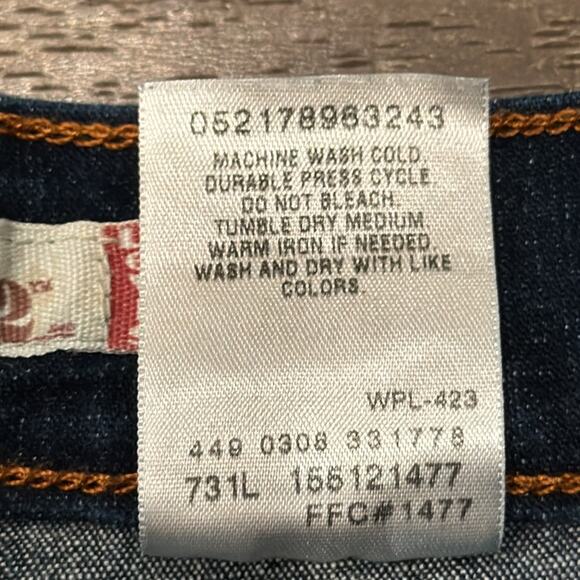 052178963243
MACHINE WASH COLD.
DURABLE PRESS CYCLE.
DO NOT BLEACH.
TUMBLE DRY MEDIUM
WARM IRON IF NEEDED.
WASH AND DRY WITH LIKE
COLORS.
WPL-423
449 0308 331778
731L 155121477
FFC#1477